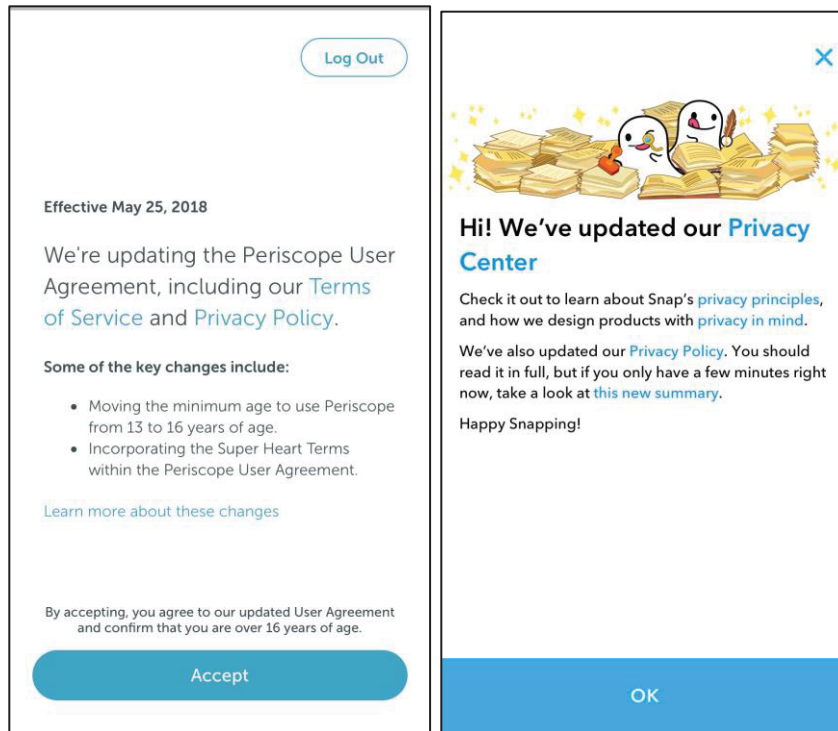 Log Out
Effective May 25, 2018
We're updating the Periscope User
Agreement, including our Terms
of Service and Privacy Policy.
Some of the key changes include:
• Moving the minimum age to use Periscope
from 13 to 16 years of age.
• Incorporating the Super Heart Terms
within the Periscope User Agreement.
Learn more about these changes
By accepting, you agree to our updated User Agreement
and confirm that you are over 16 years of age.
Accept
Hi! We've updated our Privacy
Center
Check it out to learn about Snap's privacy principles,
and how we design products with privacy in mind.
We've also updated our Privacy Policy. You should
read it in full, but if you only have a few minutes right
now, take a look at this new summary.
Happy Snapping!
OK